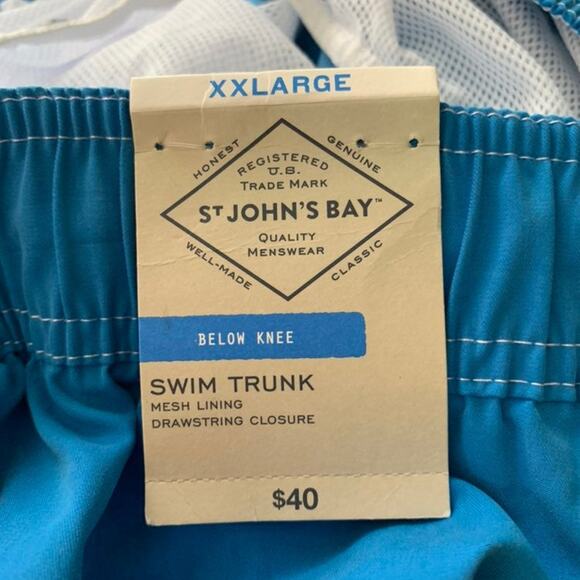 XXLARGE
HONEST
GENUINE
REGISTERED
U.S.
TRADE MARK
ST JOHN'S BAY™
QUALITY
MENSWEAR
WELL-MADE
CLASSIC
BELOW KNEE
SWIM TRUNK
MESH LINING
DRAWSTRING CLOSURE
$40